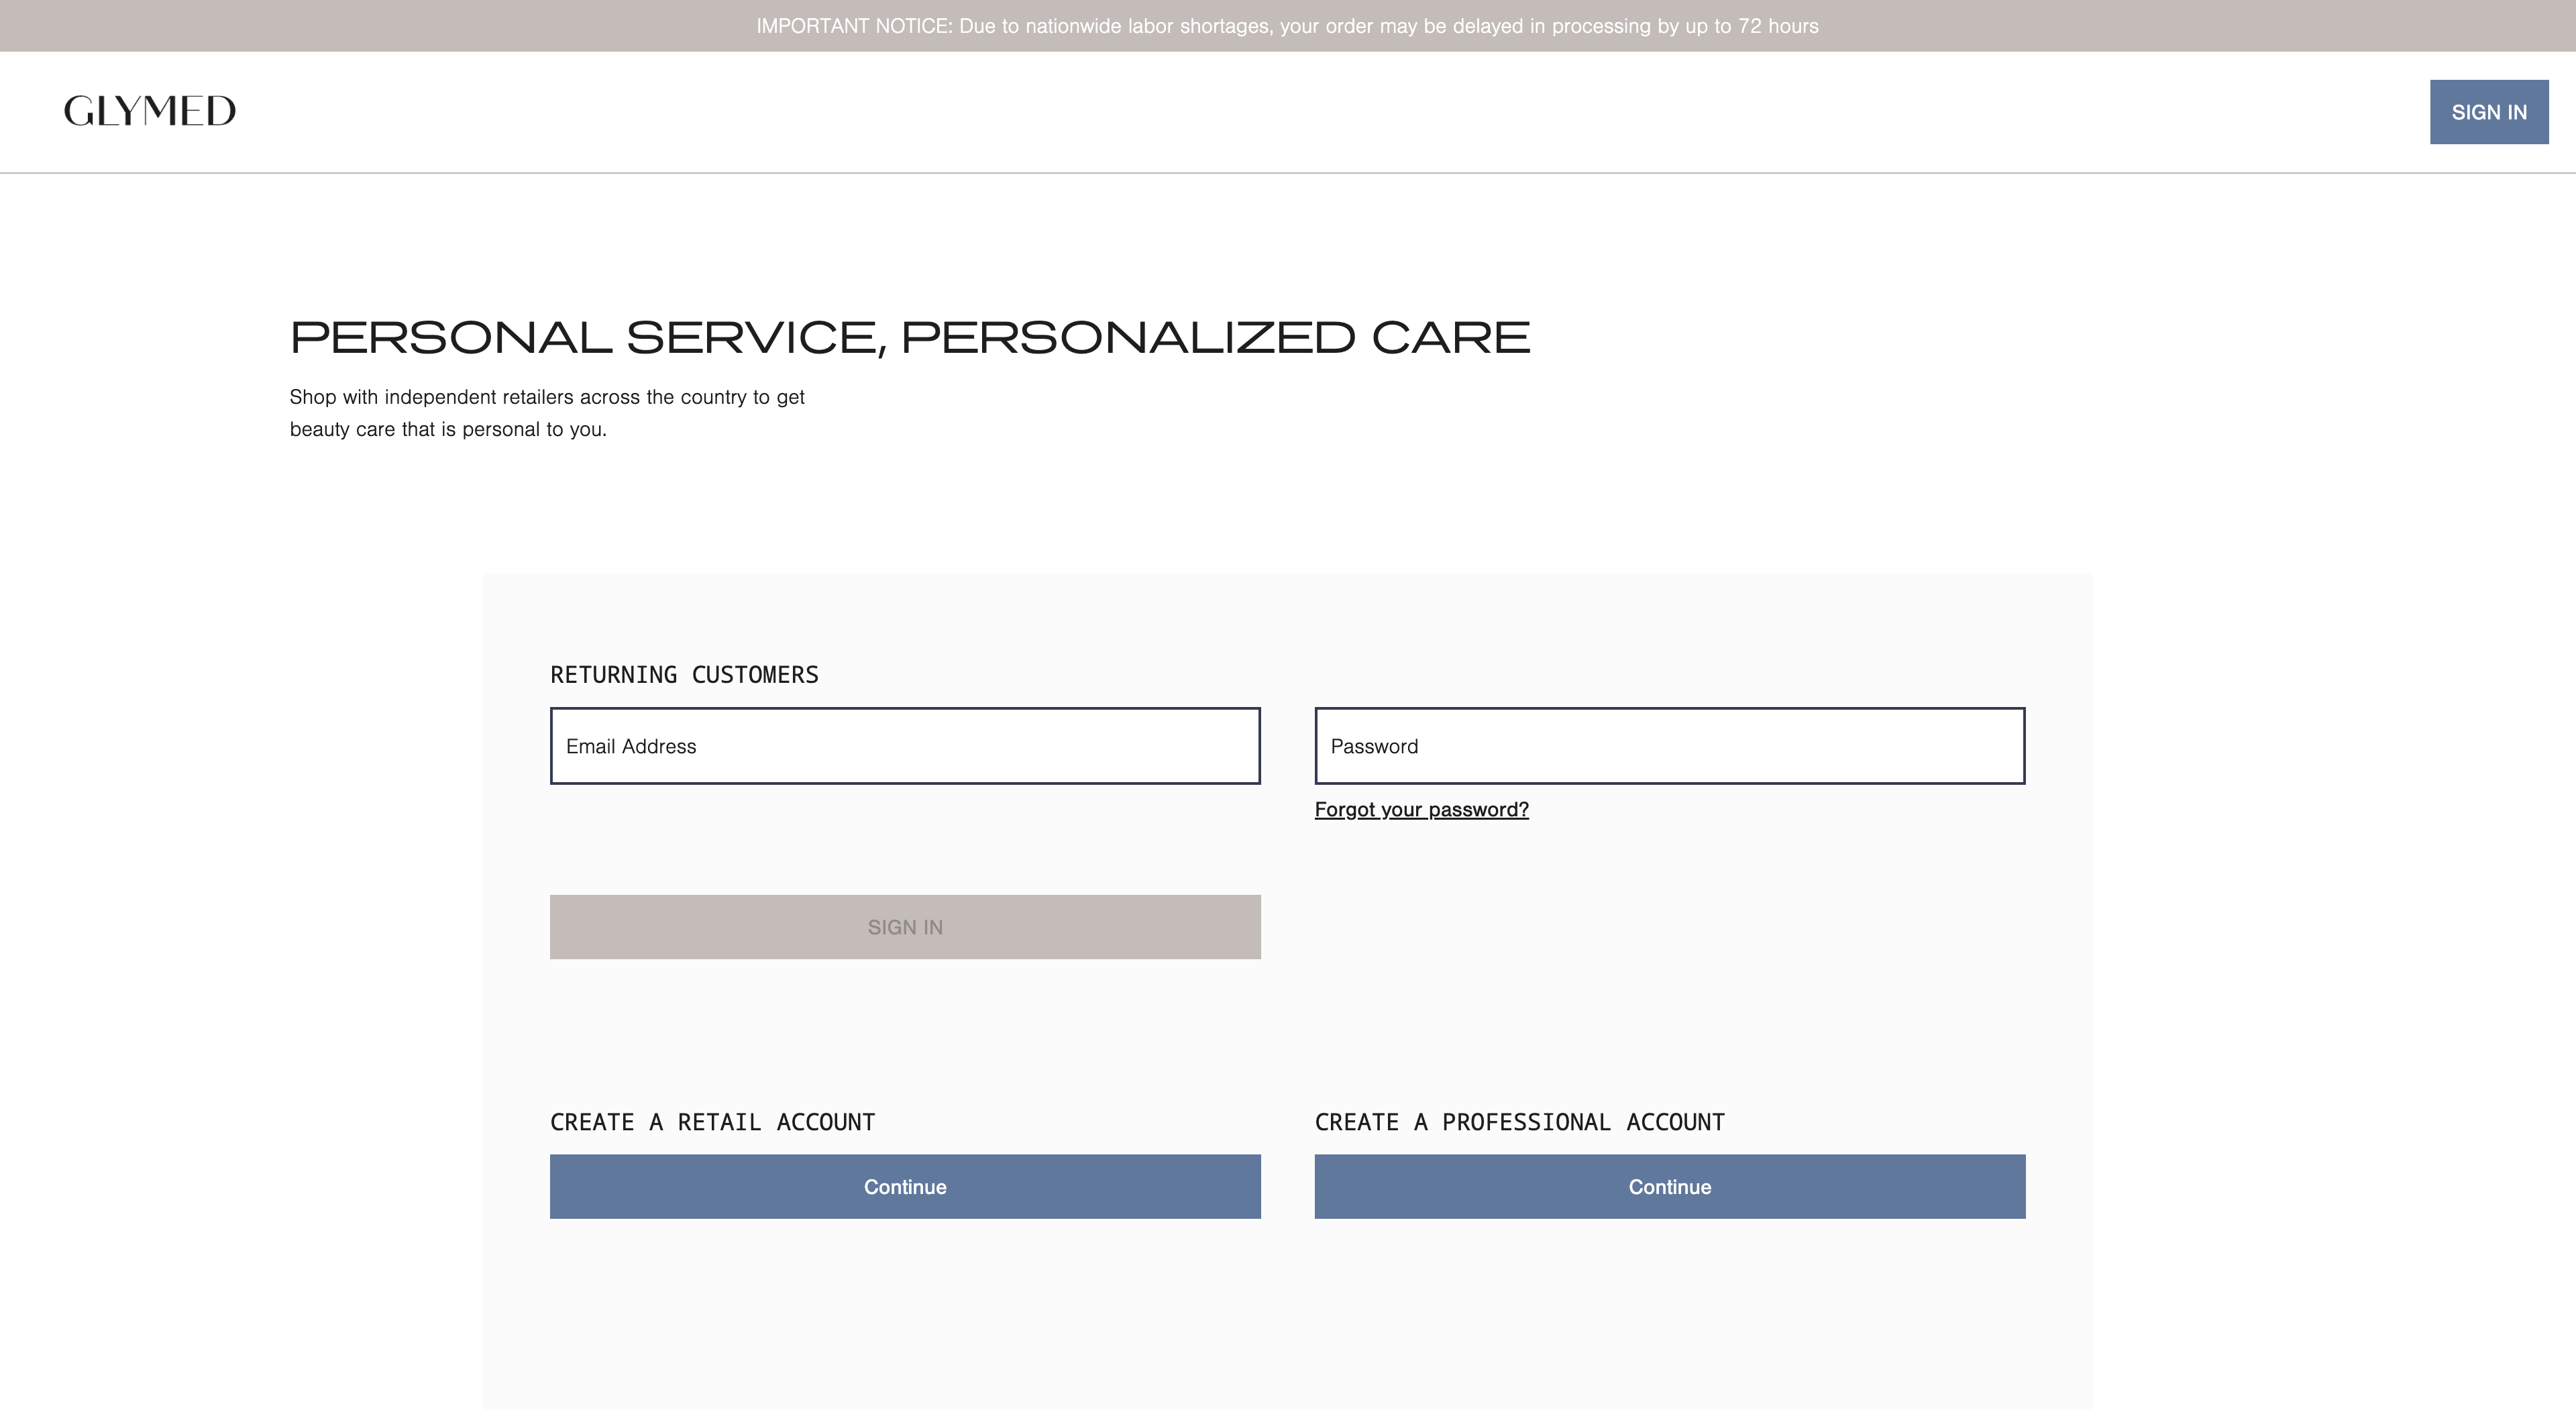 IMPORTANT NOTICE: Due to nationwide labor shortages, your order may be delayed in processing by up to 72 hours
GLYMED
SIGN IN
PERSONAL SERVICE, PERSONALIZED CARE
Shop with independent retailers across the country to get
beauty care that is personal to you.
RETURNING CUSTOMERS
Email Address
Password
Forgot your password?
SIGN IN
CREATE A RETAIL ACCOUNT
Continue
CREATE A PROFESSIONAL ACCOUNT
Continue